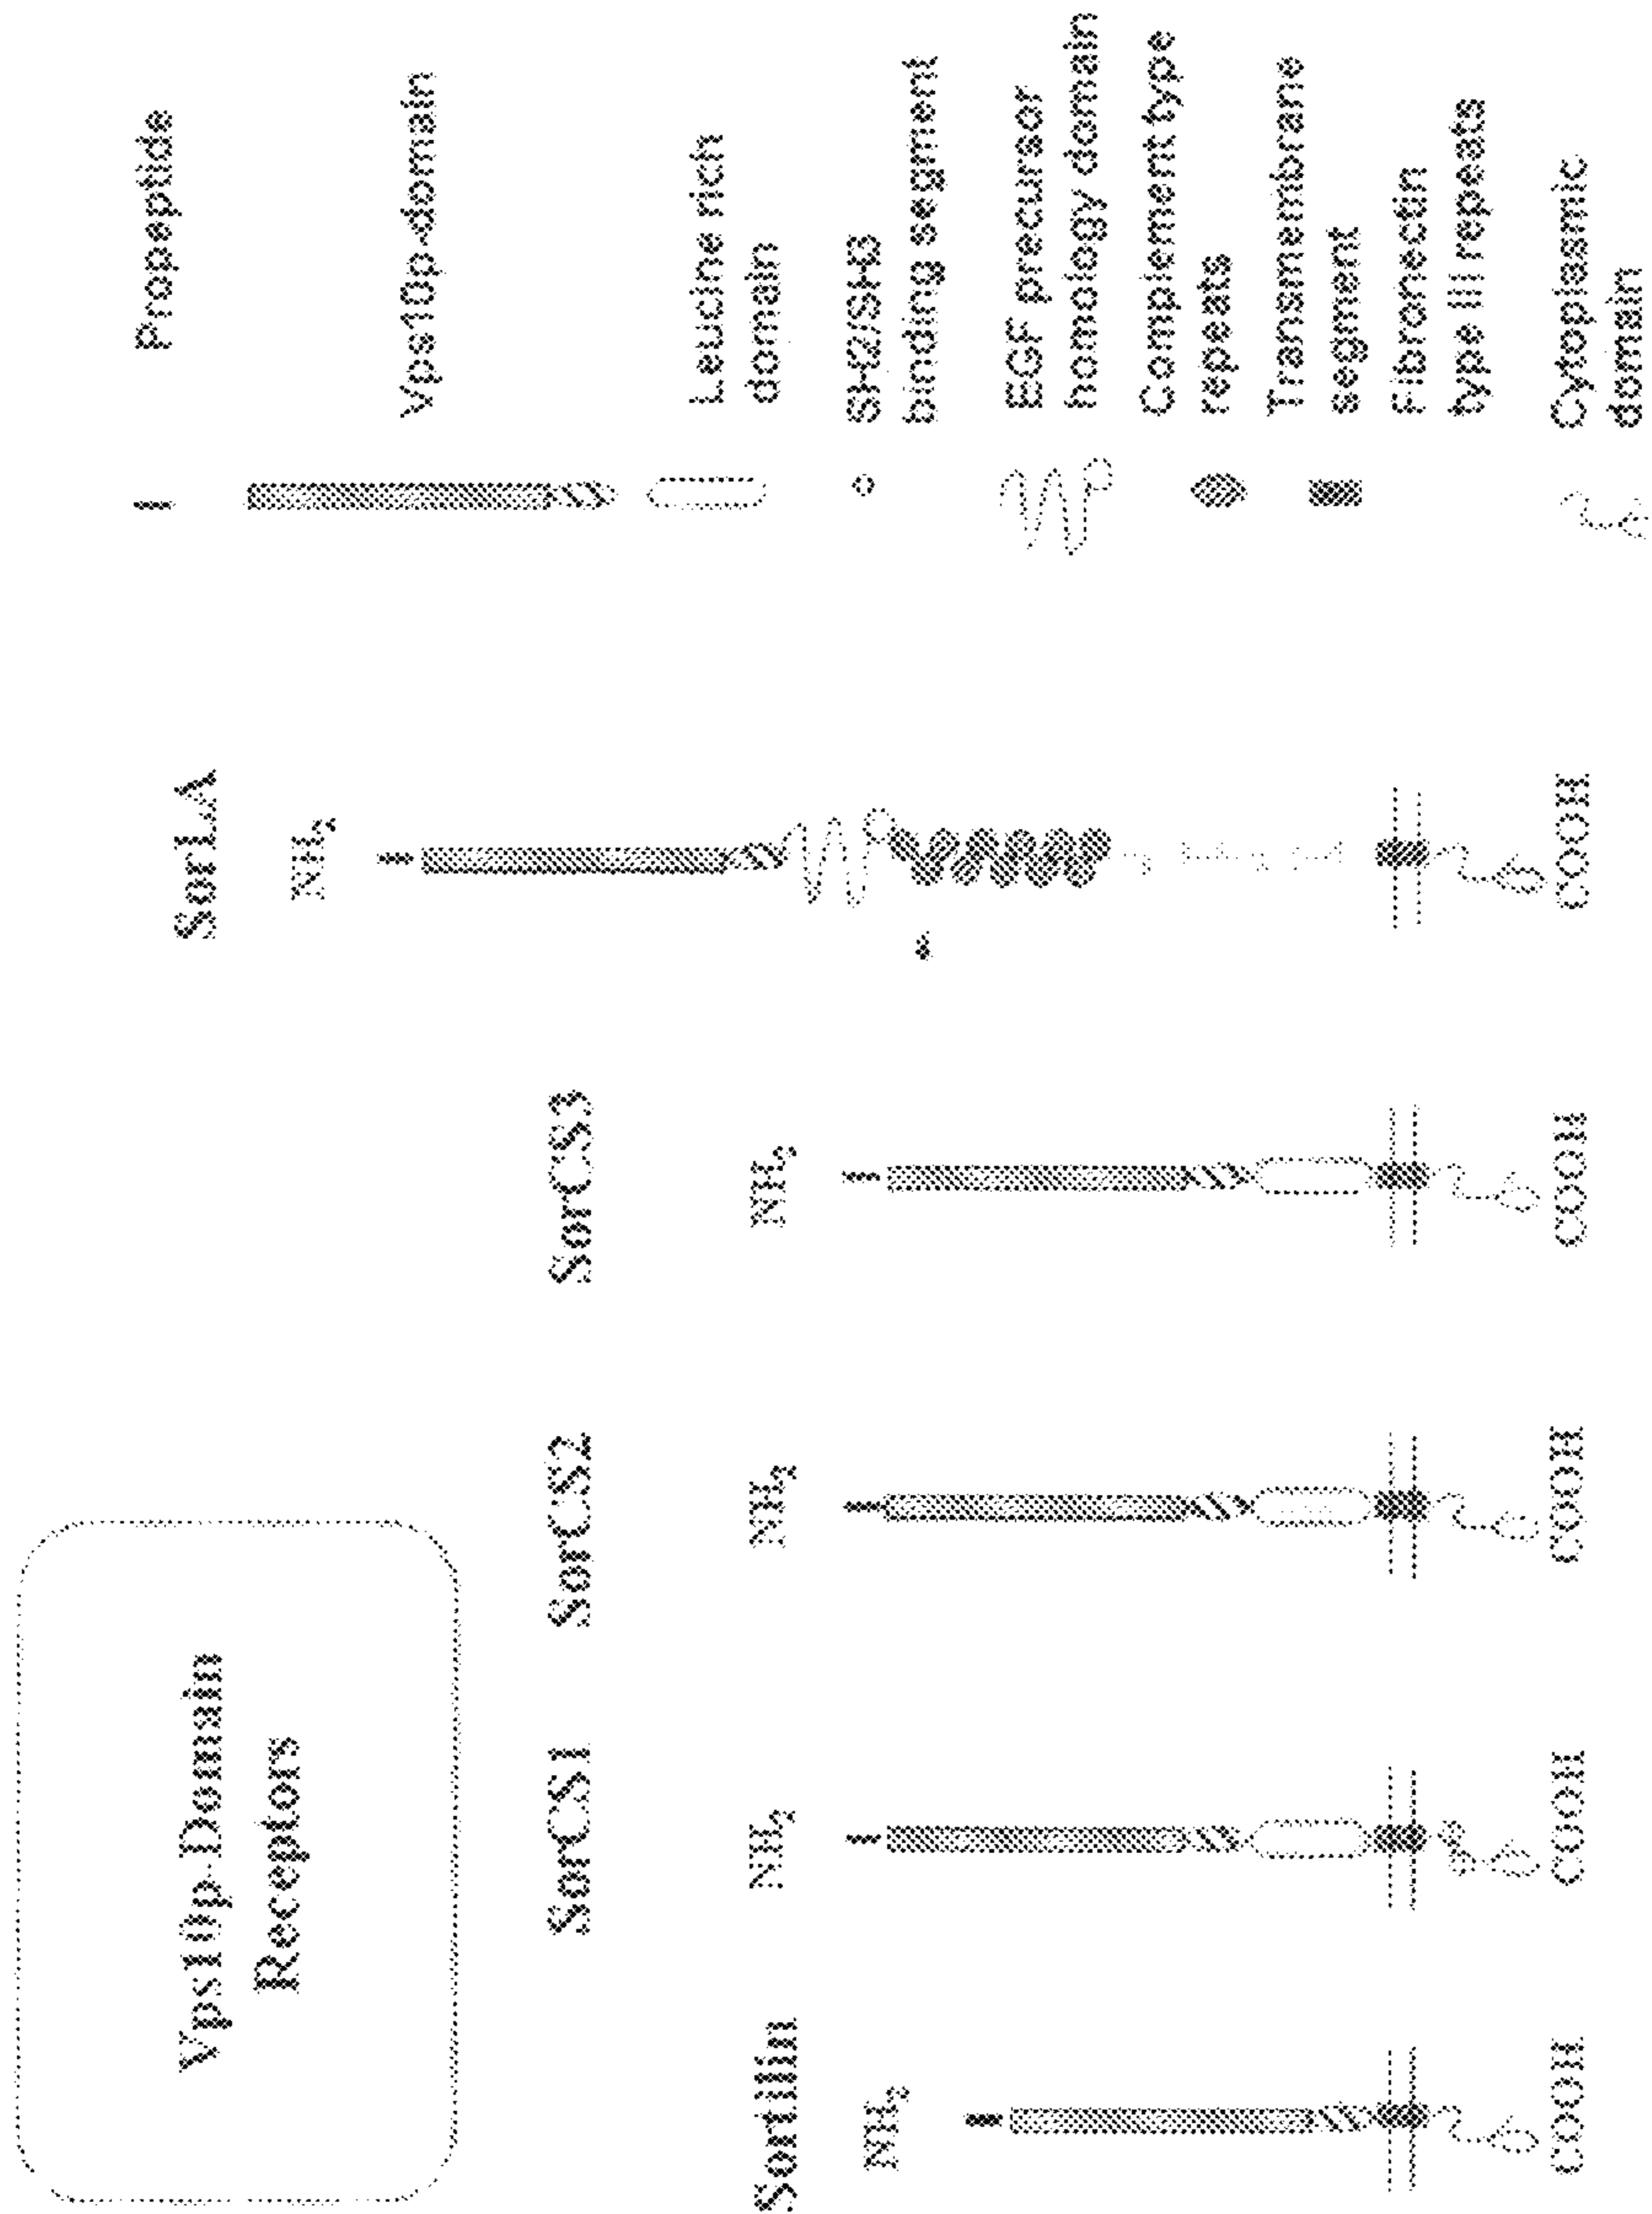 Vps10p-Domain
Receptors
Sortilin
NH2
COOH
SorCS1
NH2
COOH
SorCS2
NH2
COOH
SorCS3
NH2
COOH
SorLA
NH2
COOH
Propeptide
Vps10p-domain
Leucine rich
domain
SH2/SH3
binding segment
EGF precursor
homology domain
Complement type
repeats
Transmembrane
segment
Fibronectin
type III repeats
Cytoplasmic
domain